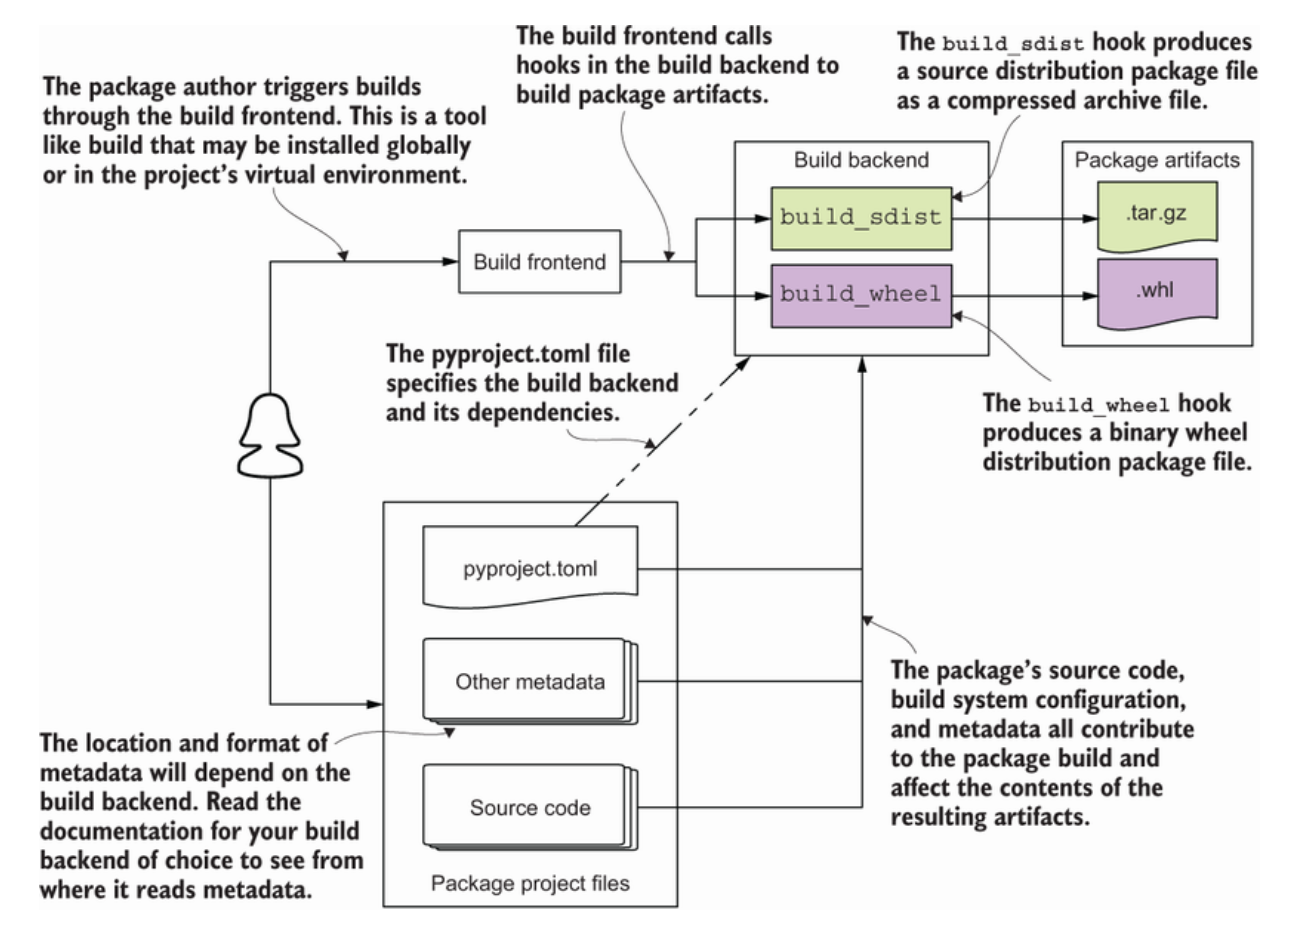 The build frontend calls
hooks in the build backend to
build package artifacts.
The build_sdist hook produces
a source distribution package file
as a compressed archive file.
The package author triggers builds
through the build frontend. This is a tool
like build that may be installed globally
or in the project's virtual environment.
Build backend
Package artifacts
build_sdist
.tar.gz
Build frontend
build_wheel
.whl
The pyproject.toml file
specifies the build backend
and its dependencies.
The build_wheel hook
produces a binary wheel
distribution package file.
pyproject.toml
Other metadata
The package's source code,
build system configuration,
and metadata all contribute
to the package build and
affect the contents of the
resulting artifacts.
The location and format of
metadata will depend on the
build backend. Read the
documentation for your build
backend of choice to see from
where it reads metadata.
Source code
Package project files